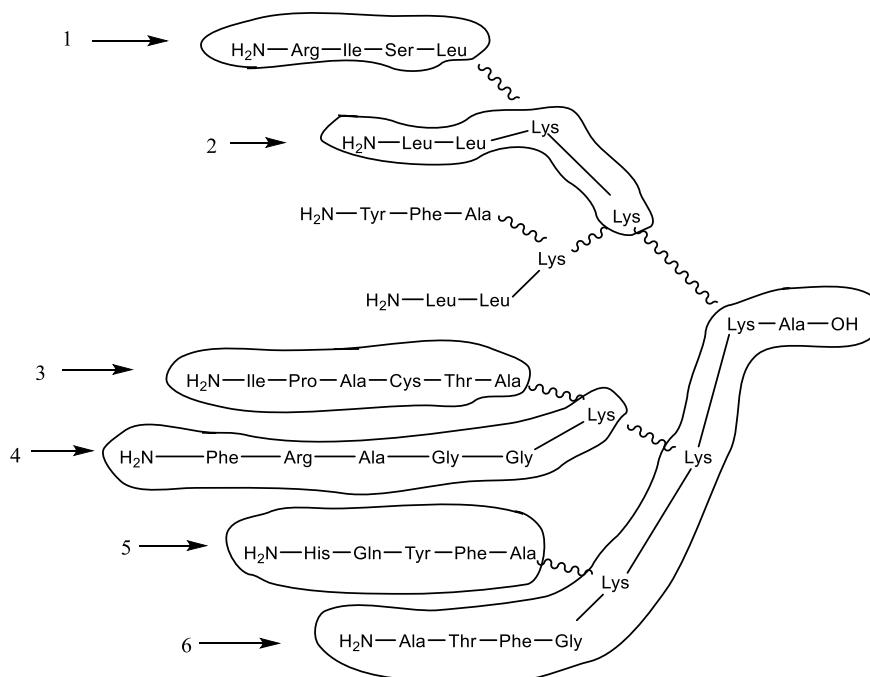 1
H₂N—Arg—Ile—Ser—Leu
2
H₂N—Leu—Leu—Lys
Lys
H₂N—Tyr—Phe—Ala
Lys
H₂N—Leu—Leu
Lys—Ala—OH
3
H₂N—Ile—Pro—Ala—Cys—Thr—Ala
Lys
4
H₂N—Phe—Arg—Ala—Gly—Gly
Lys
5
H₂N—His—Gln—Tyr—Phe—Ala
Lys
6
H₂N—Ala—Thr—Phe—Gly